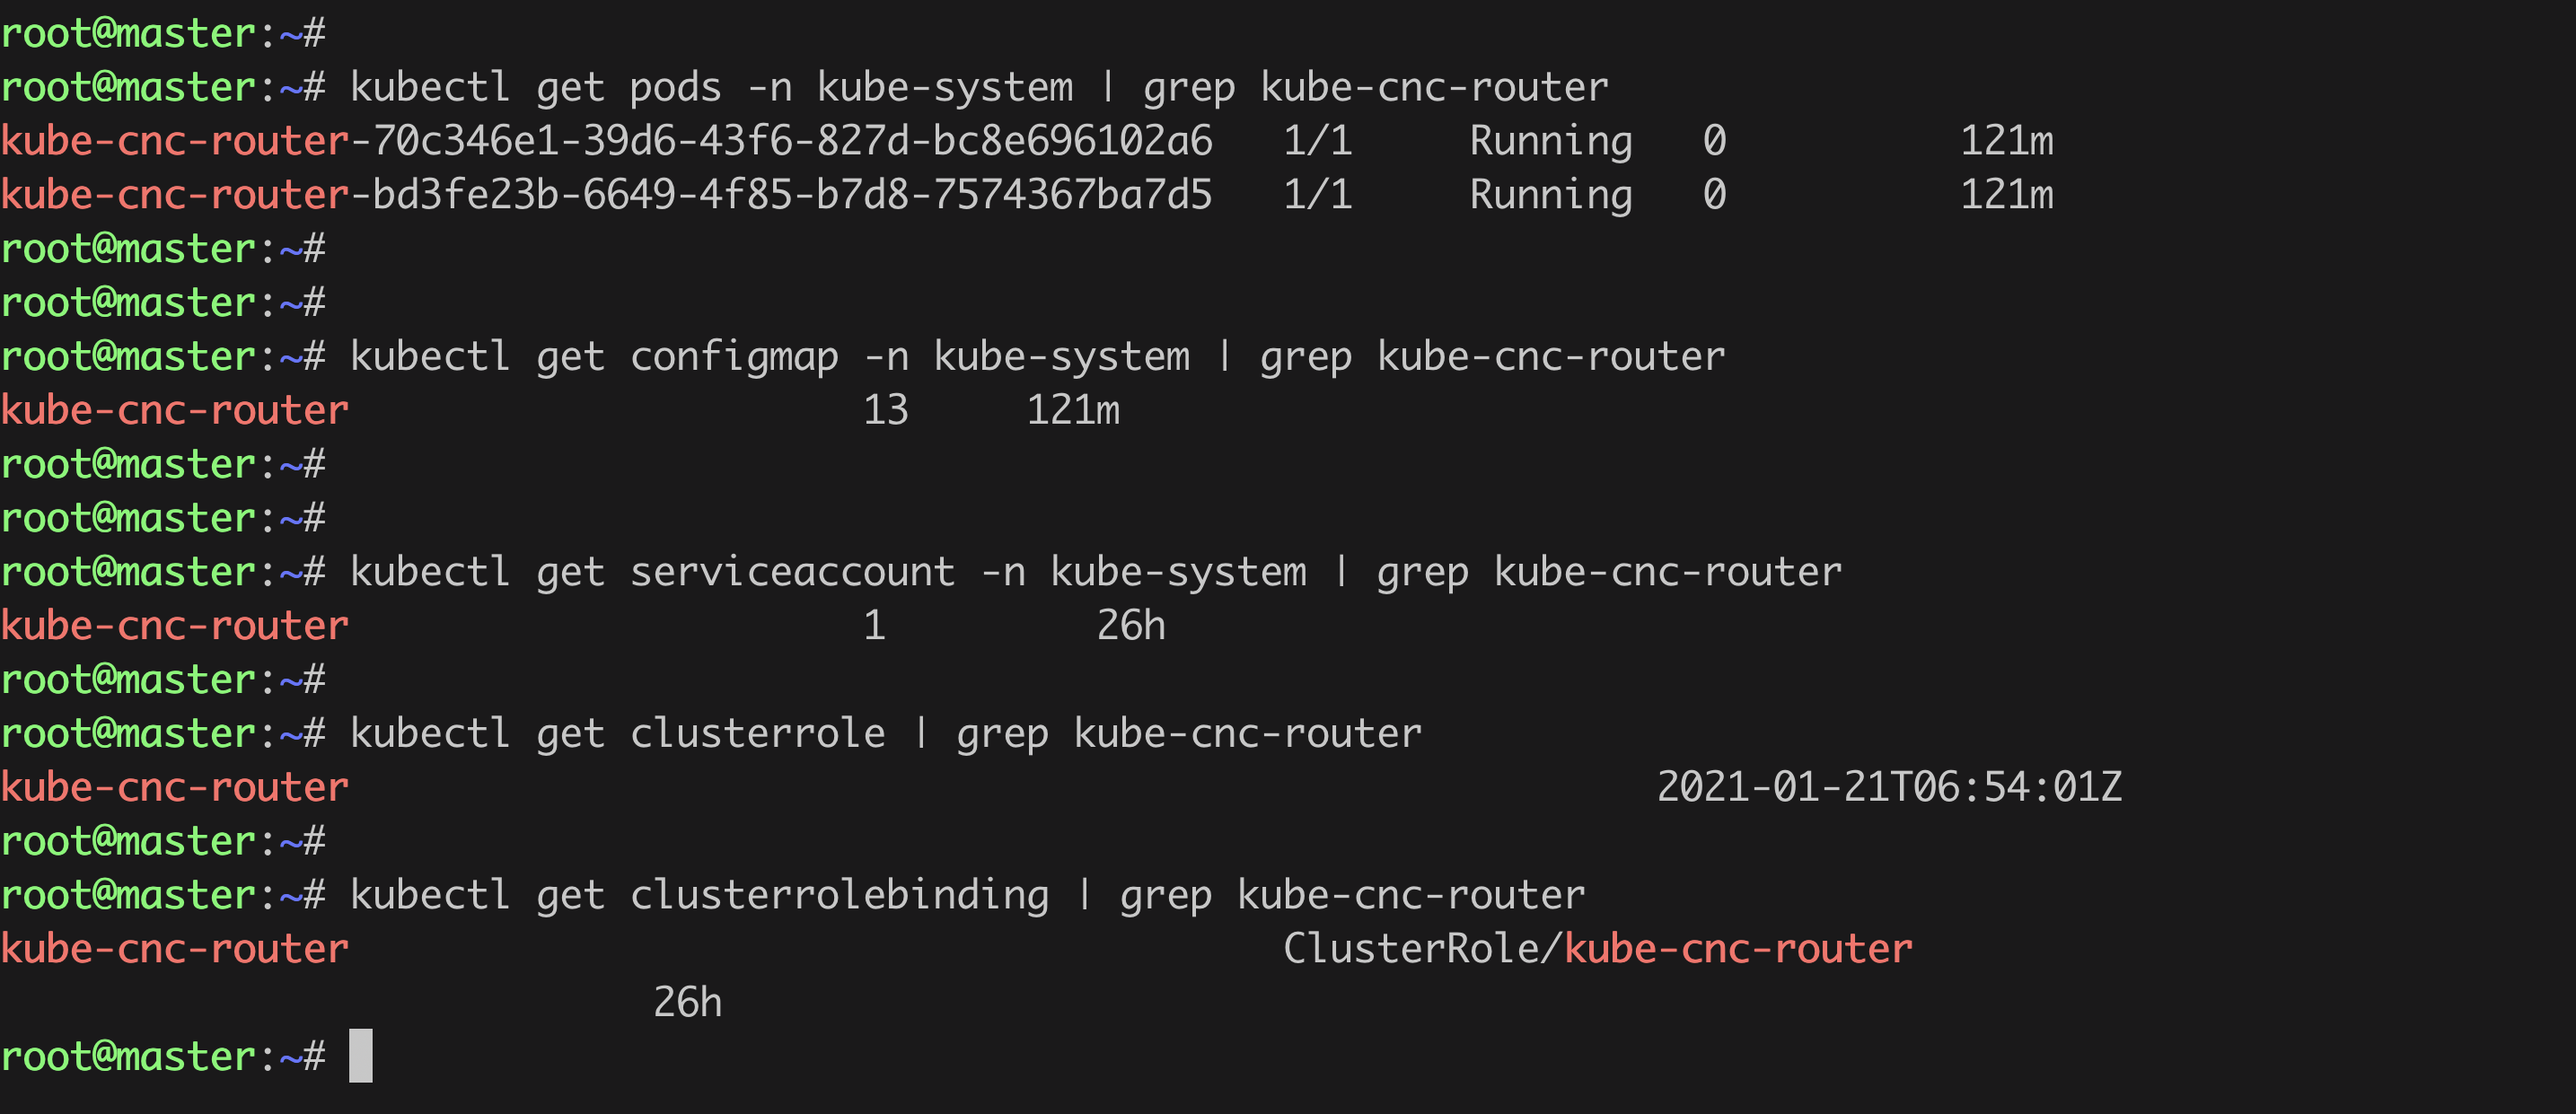 root@master:~#
root@master:~# kubectl get pods -n kube-system | grep kube-cnc-router
kube-cnc-router-70c346e1-39d6-43f6-827d-bc8e696102a6   1/1     Running   0          121m
kube-cnc-router-bd3fe23b-6649-4f85-b7d8-7574367ba7d5   1/1     Running   0          121m
root@master:~#
root@master:~#
root@master:~# kubectl get configmap -n kube-system | grep kube-cnc-router
kube-cnc-router                      13     121m
root@master:~#
root@master:~#
root@master:~# kubectl get serviceaccount -n kube-system | grep kube-cnc-router
kube-cnc-router                      1         26h
root@master:~#
root@master:~# kubectl get clusterrole | grep kube-cnc-router
kube-cnc-router                                                        2021-01-21T06:54:01Z
root@master:~#
root@master:~# kubectl get clusterrolebinding | grep kube-cnc-router
kube-cnc-router                                        ClusterRole/kube-cnc-router
                            26h
root@master:~#